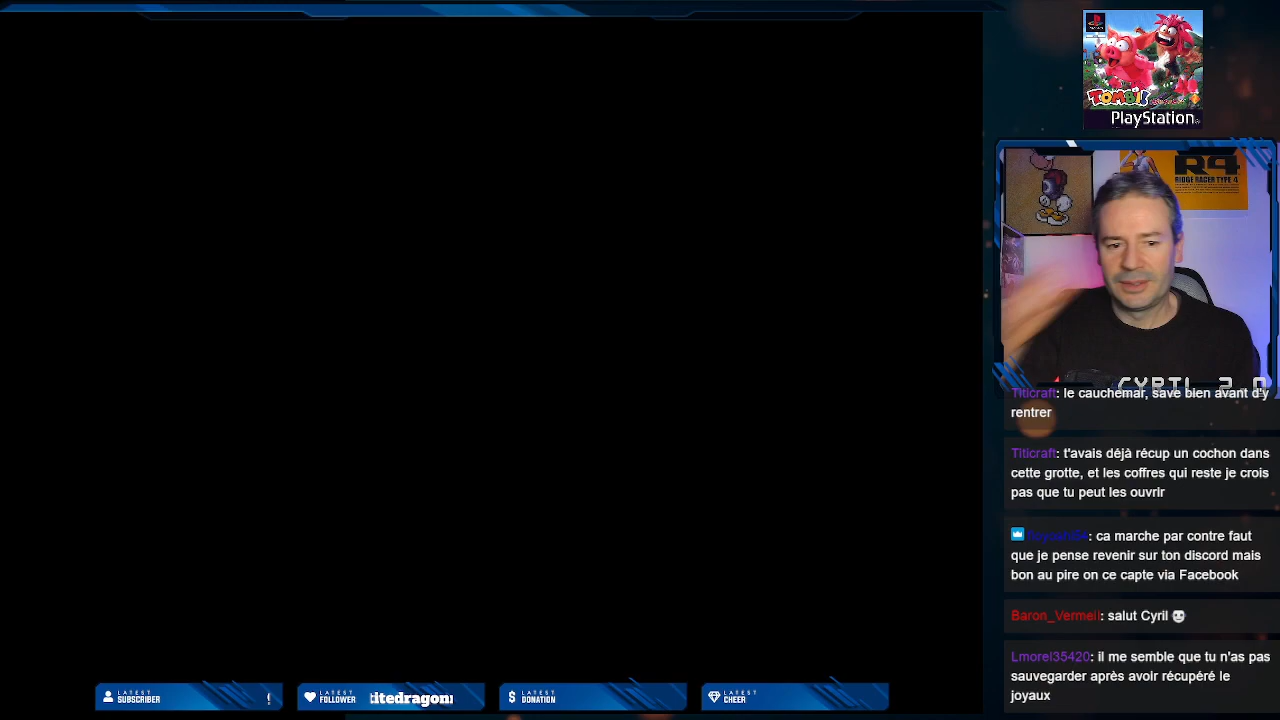 TOMBI!
PlayStation
R4
RIDGE RACER TYPE 4
CYRIL 2.0
Titicraft: le cauchemar, save bien avant d'y
rentrer
Titicraft: t'avais déjà récup un cochon dans
cette grotte, et les coffres qui reste je crois
pas que tu peut les ouvrir
: ca marche par contre faut
que je pense revenir sur ton discord mais
bon au pire on ce capte via Facebook
Baron_Vermeil: salut Cyril
Lmorel35420: il me semble que tu n'as pas
sauvegarder après avoir récupéré le
joyaux
LATEST
SUBSCRIBER
LATEST
FOLLOWER
itedragon
LATEST
DONATION
LATEST
CHEER